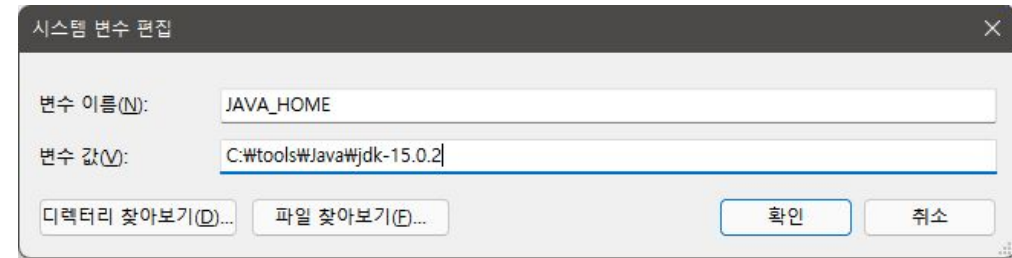 시스템 변수 편집
변수 이름(N): JAVA_HOME
변수 값(V): C:₩tools₩Java₩jdk-15.0.2
디렉터리 찾아보기(D)... 파일 찾아보기(F)... 확인 취소